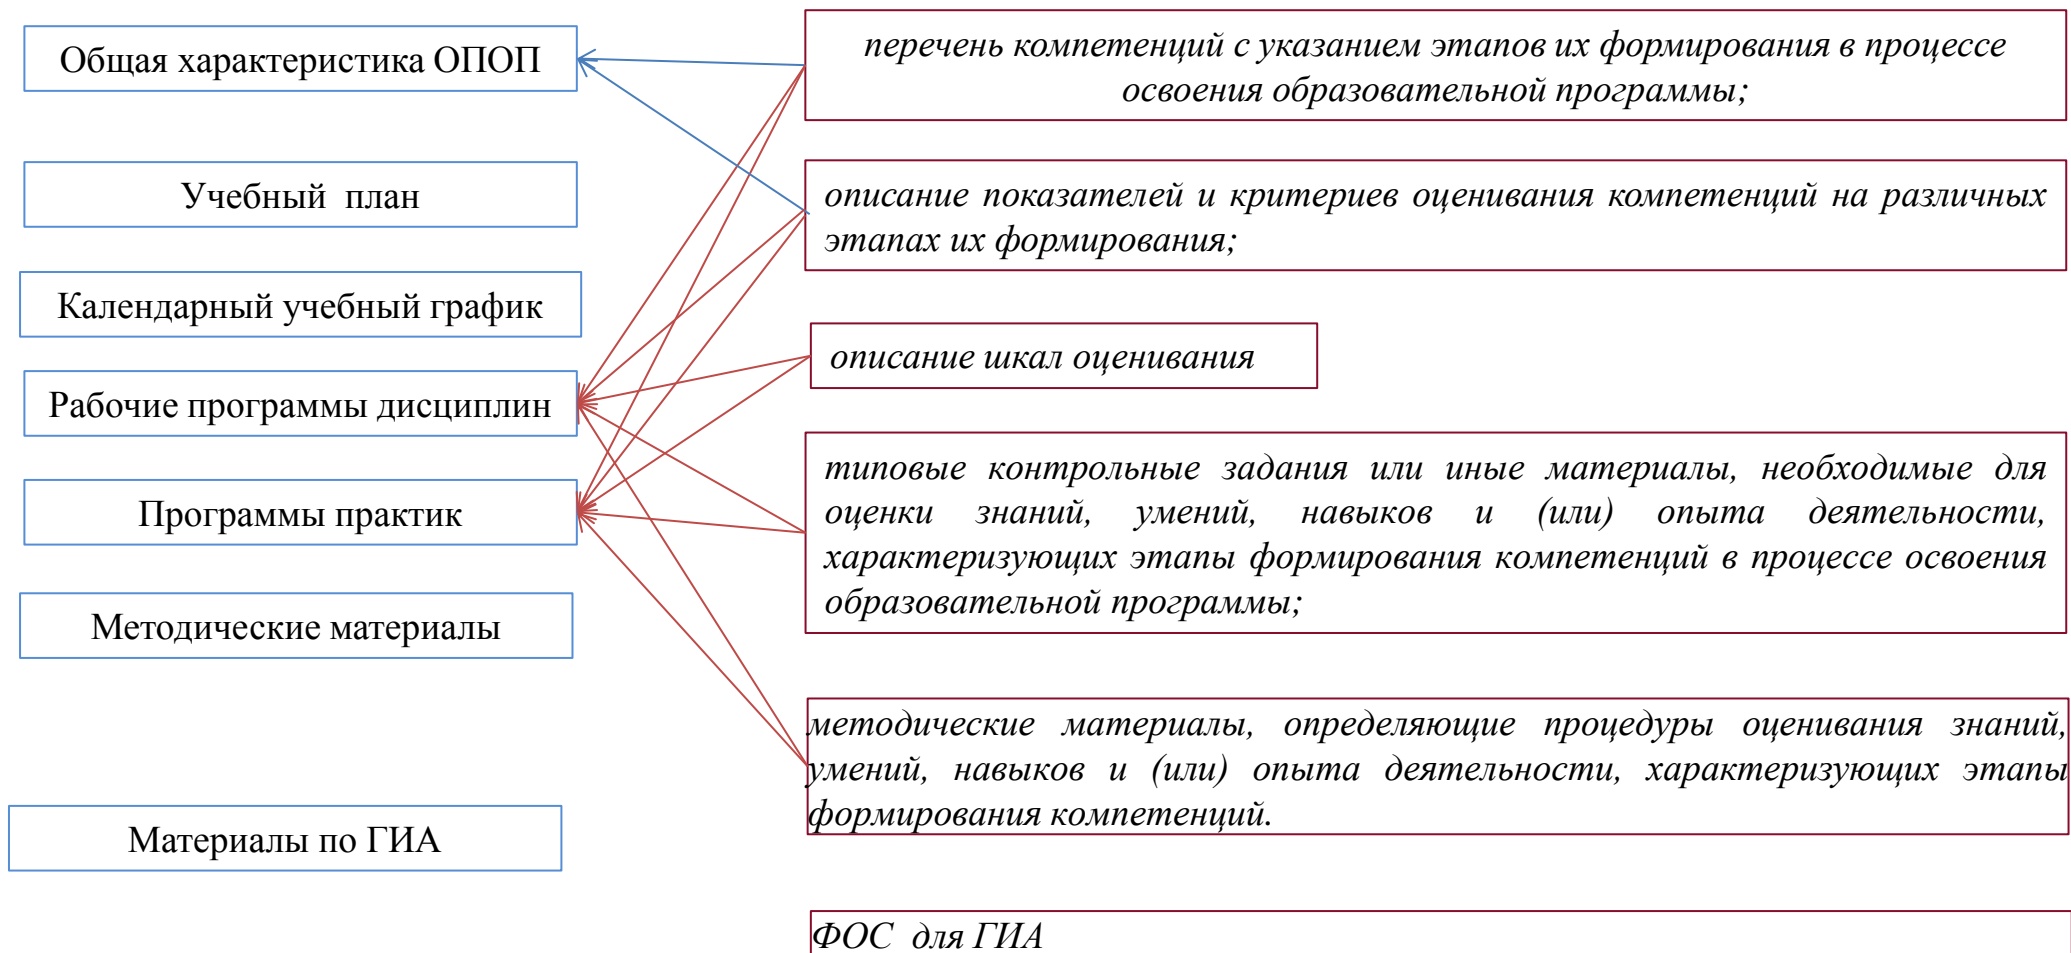 Общая характеристика ОПОП
Учебный план
Календарный учебный график
Рабочие программы дисциплин
Программы практик
Методические материалы
Материалы по ГИА
перечень компетенций с указанием этапов их формирования в процессе
освоения образовательной программы;
описание показателей и критериев оценивания компетенций на различных
этапах их формирования;
описание шкал оценивания
типовые контрольные задания или иные материалы, необходимые для
оценки знаний, умений, навыков и (или) опыта деятельности,
характеризующих этапы формирования компетенций в процессе освоения
образовательной программы;
методические материалы, определяющие процедуры оценивания знаний,
умений, навыков и (или) опыта деятельности, характеризующих этапы
формирования компетенций.
ФОС для ГИА